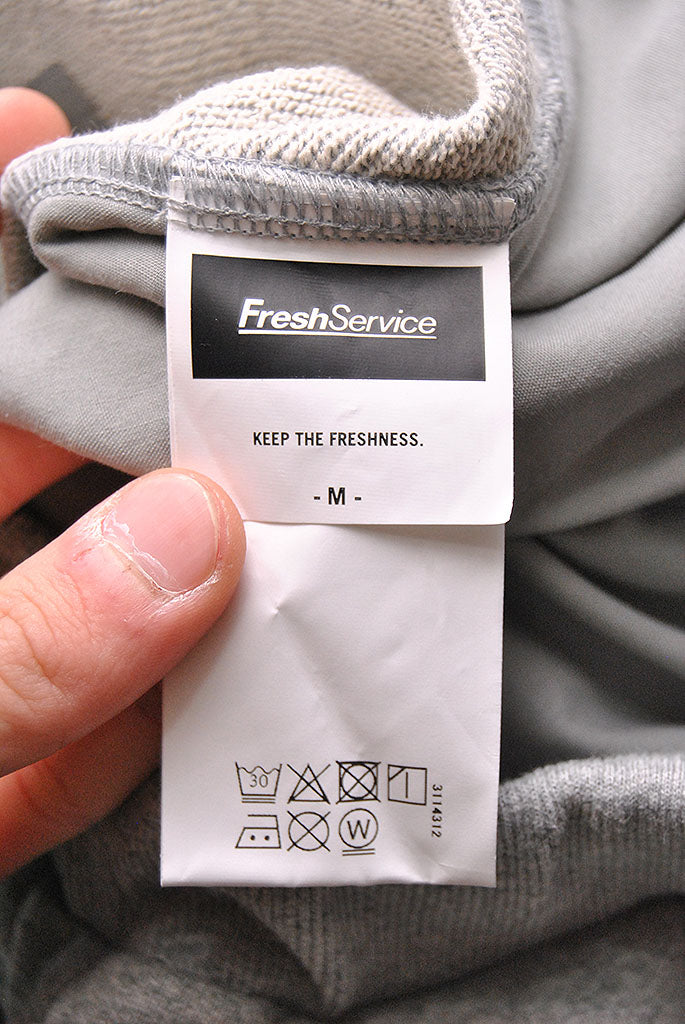 FreshService
KEEP THE FRESHNESS.
- M -
30
3114312
W